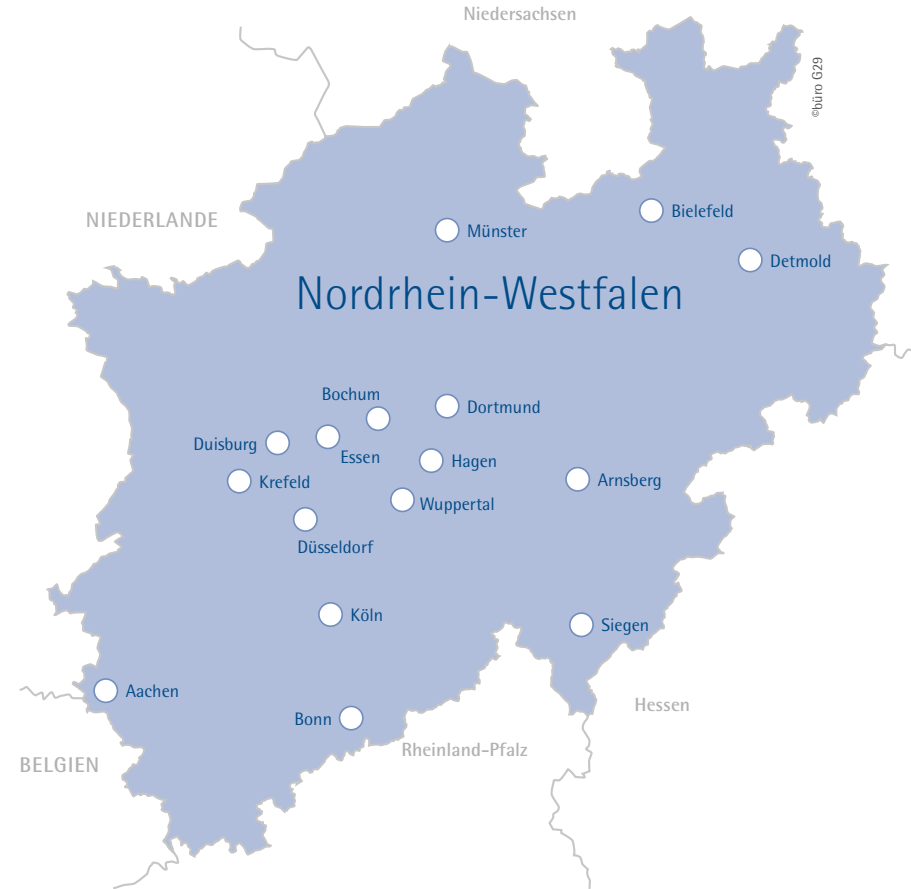 Niedersachsen
©büro G29
NIEDERLANDE
Bielefeld
Münster
Detmold
Nordrhein-Westfalen
Bochum
Dortmund
Duisburg
Essen
Hagen
Krefeld
Arnsberg
Wuppertal
Düsseldorf
Köln
Siegen
Aachen
Hessen
Bonn
Rheinland-Pfalz
BELGIEN